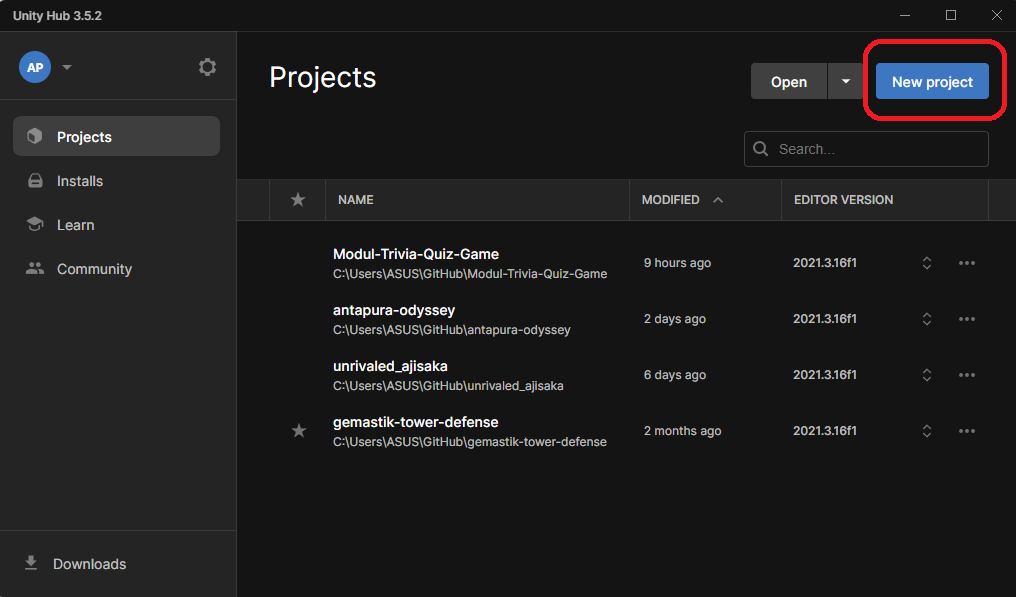 Unity Hub 3.5.2
AP
Projects
Installs
Learn
Community
Downloads
Projects
Open
New project
Search...
NAME MODIFIED EDITOR VERSION
Modul-Trivia-Quiz-Game
C:\Users\ASUS\GitHub\Modul-Trivia-Quiz-Game
9 hours ago
2021.3.16f1
antapura-odyssey
C:\Users\ASUS\GitHub\antapura-odyssey
2 days ago
2021.3.16f1
unrivaled_ajisaka
C:\Users\ASUS\GitHub\unrivaled_ajisaka
6 days ago
2021.3.16f1
gemastik-tower-defense
C:\Users\ASUS\GitHub\gemastik-tower-defense
2 months ago
2021.3.16f1